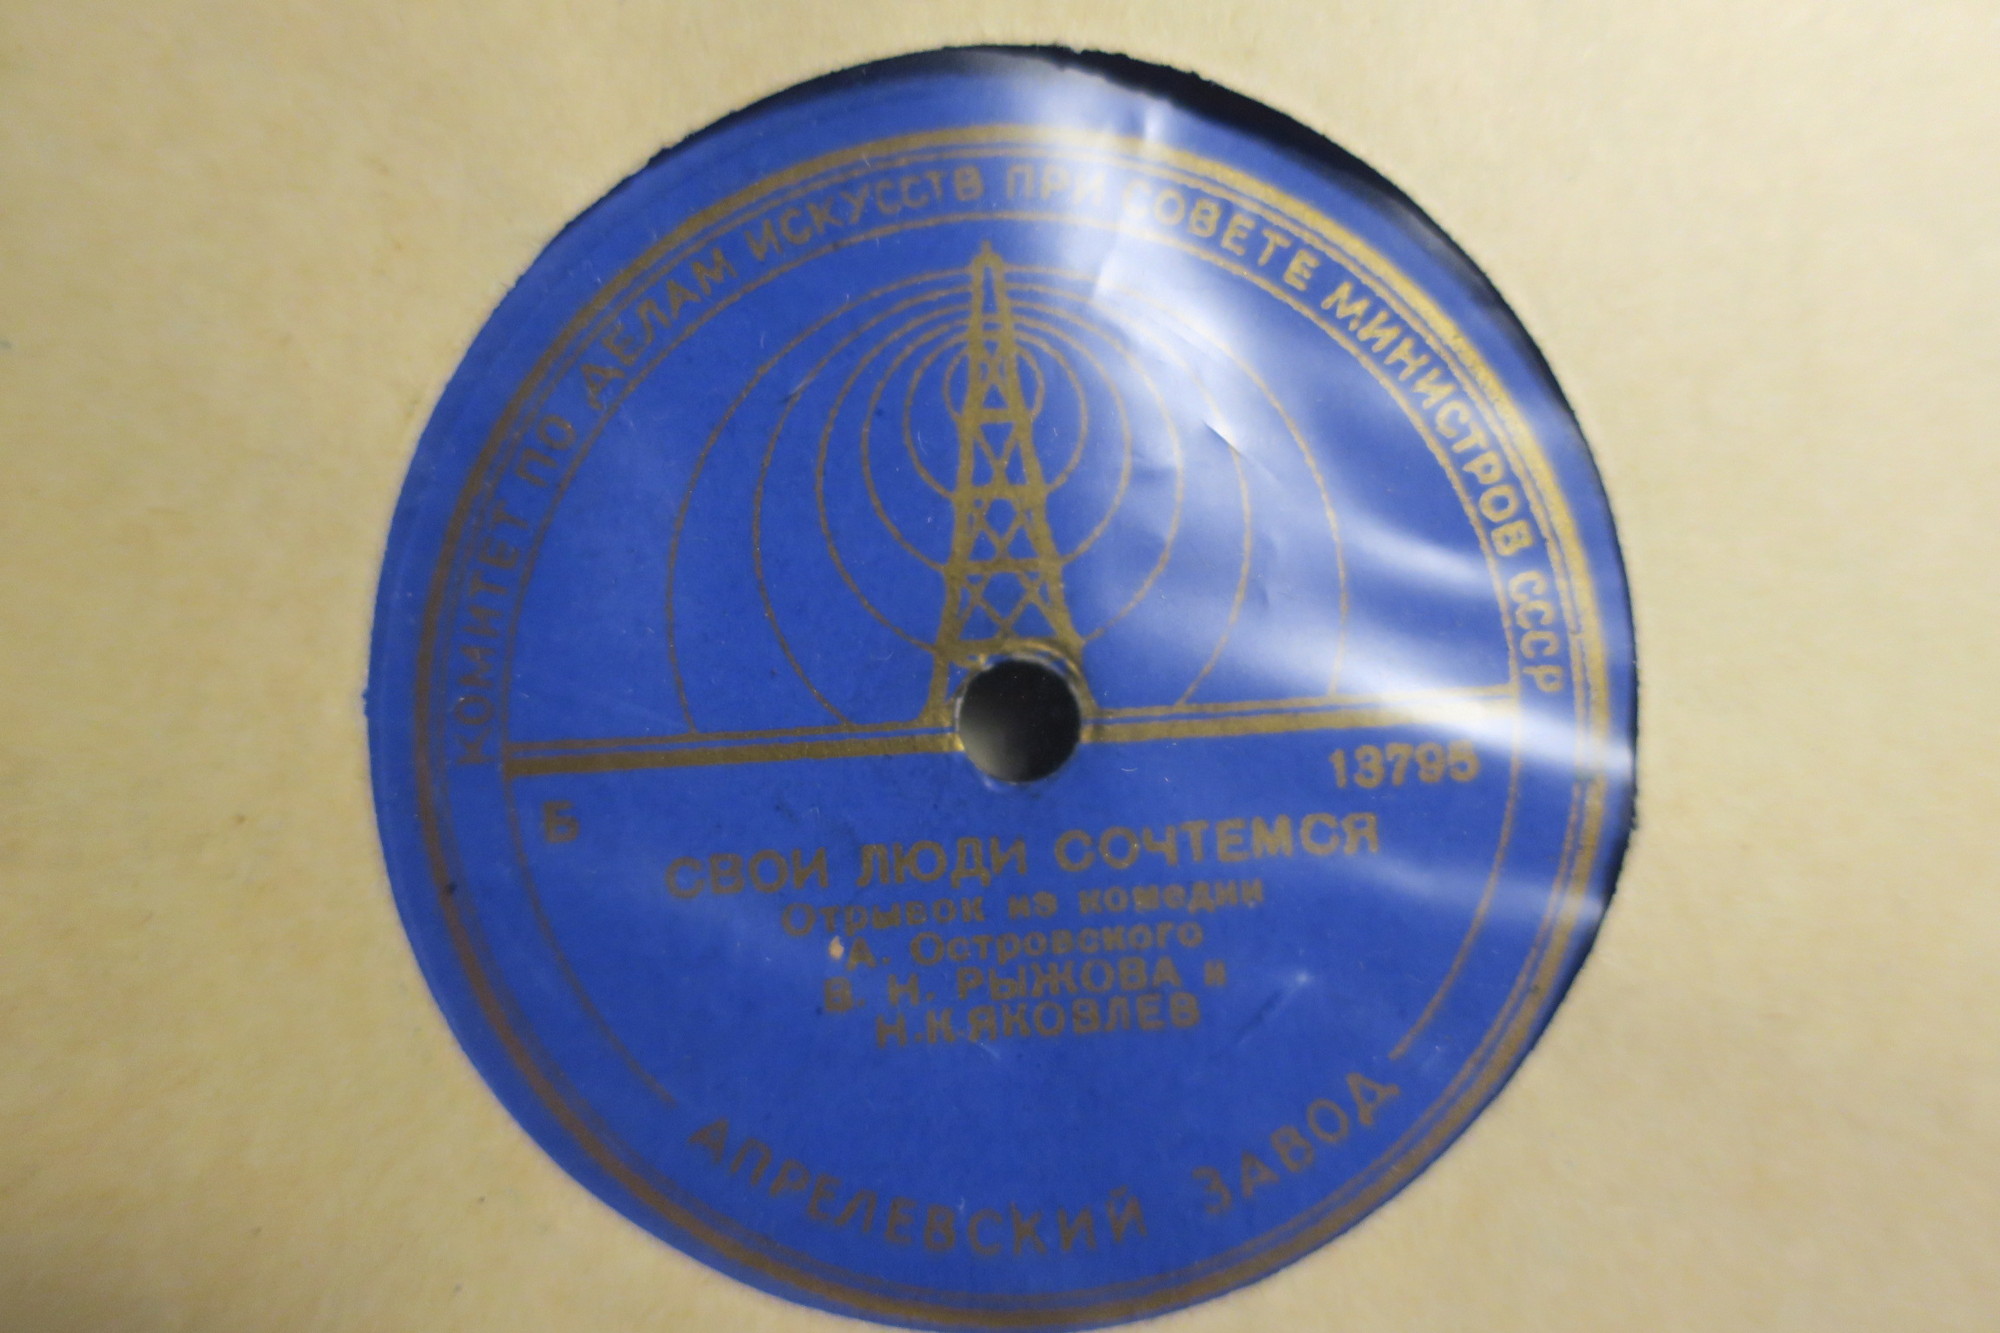 КОМИТЕТ ПО ДЕЛАМ ИСКУССТВ ПРИ СОВЕТЕ МИНИСТРОВ СССР
Б 13795
СВОИ ЛЮДИ СОЧТЕМСЯ
Отрывок из комедии
А. Островского
В. Н. РЫЖОВА и
Н.К.ЯКОВЛЕВ
АПРЕЛЕВСКИЙ ЗАВОД